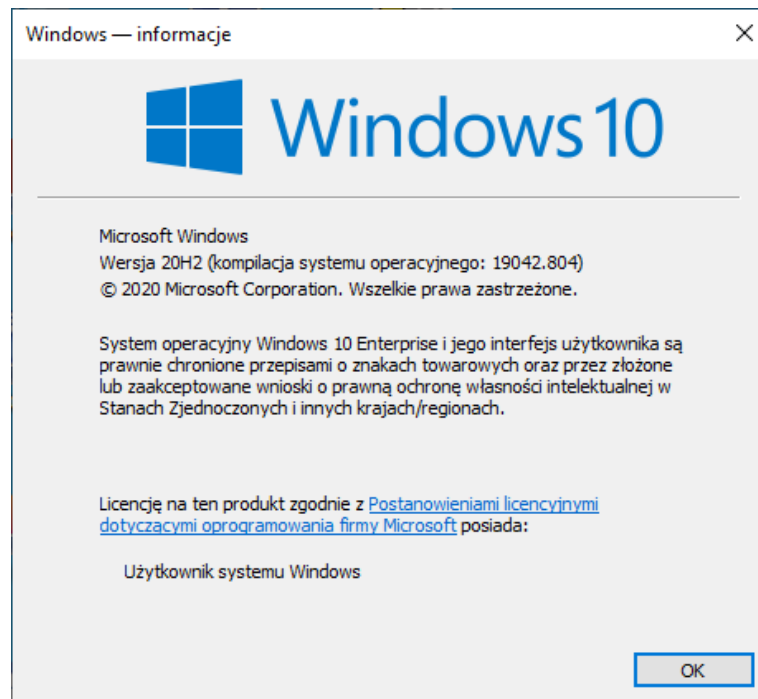 Windows — informacje
Windows 10
Microsoft Windows
Wersja 20H2 (kompilacja systemu operacyjnego: 19042.804)
© 2020 Microsoft Corporation. Wszelkie prawa zastrzeżone.
System operacyjny Windows 10 Enterprise i jego interfejs użytkownika są
prawnie chronione przepisami o znakach towarowych oraz przez złożone
lub zaakceptowane wnioski o prawną ochronę własności intelektualnej w
Stanach Zjednoczonych i innych krajach/regionach.
Licencję na ten produkt zgodnie z Postanowieniami licencyjnymi
dotyczącymi oprogramowania firmy Microsoft posiada:
Użytkownik systemu Windows
OK